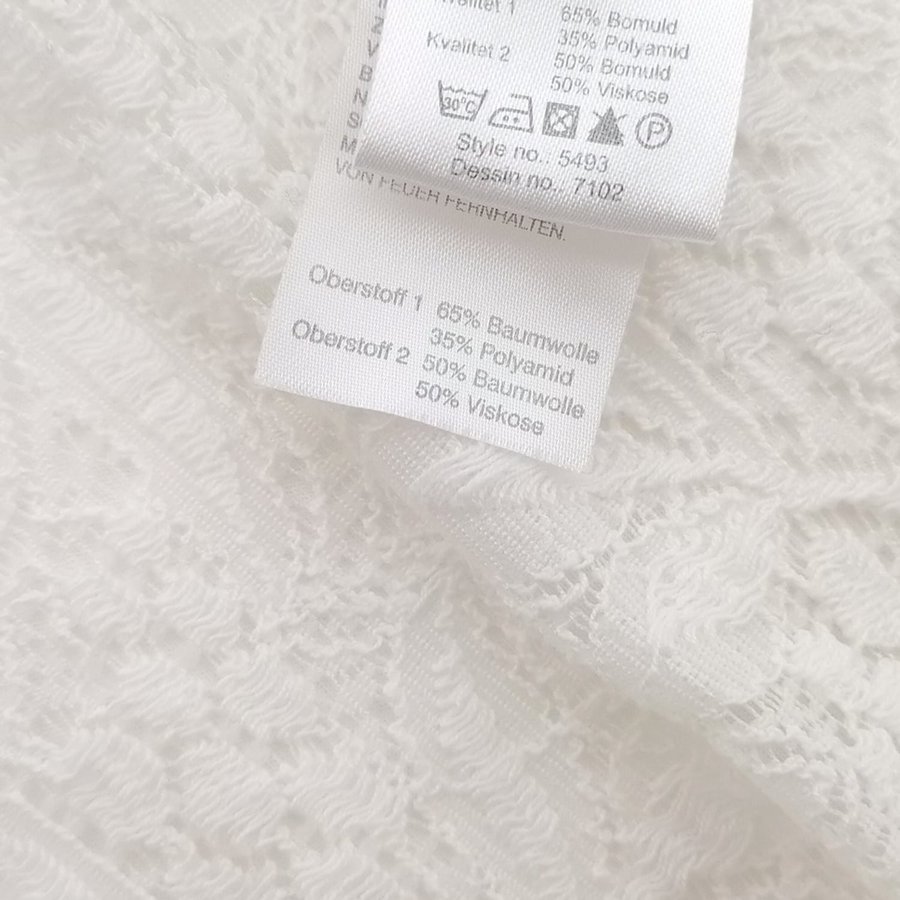 Kvalitet 1 65% Bomuld
35% Polyamid
Kvalitet 2 50% Bomuld
50% Viskose
30°C P
Style no.: 5493
Dessin no. 7102
VON FEUER FERNHALTEN.
Oberstoff 1 65% Baumwolle
35% Polyamid
Oberstoff 2 50% Baumwolle
50% Viskose